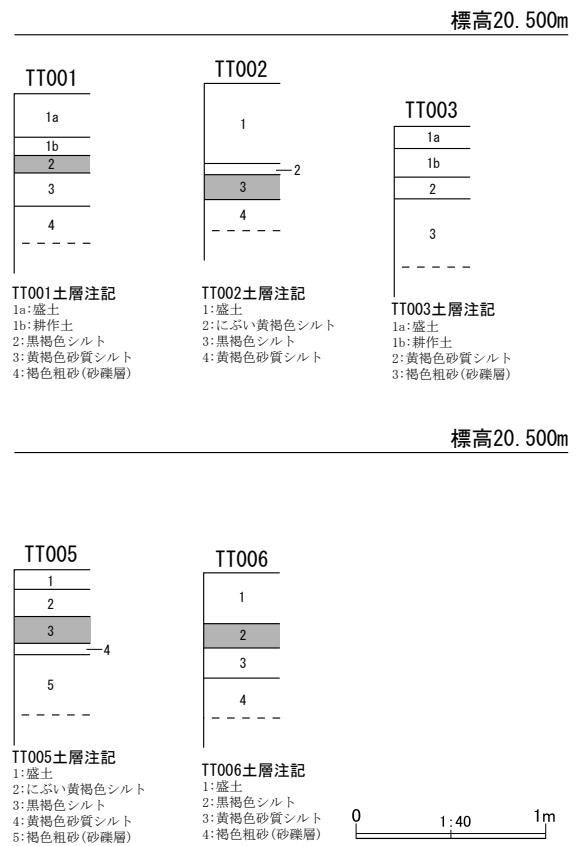 標高20.500m
TT001
1a
1b
2
3
4
TT001土層注記
1a:盛土
1b:耕作土
2:黒褐色シルト
3:黄褐色砂質シルト
4:褐色粗砂(砂礫層)
TT002
1
2
3
4
TT002土層注記
1:盛土
2:にぶい黄褐色シルト
3:黒褐色シルト
4:黄褐色砂質シルト
TT003
1a
1b
2
3
TT003土層注記
1a:盛土
1b:耕作土
2:黄褐色砂質シルト
3:褐色粗砂(砂礫層)
標高20.500m
TT005
1
2
3
4
5
TT005土層注記
1:盛土
2:にぶい黄褐色シルト
3:黒褐色シルト
4:黄褐色砂質シルト
5:褐色粗砂(砂礫層)
TT006
1
2
3
4
TT006土層注記
1:盛土
2:黒褐色シルト
3:黄褐色砂質シルト
4:褐色粗砂(砂礫層)
0 1:40 1m